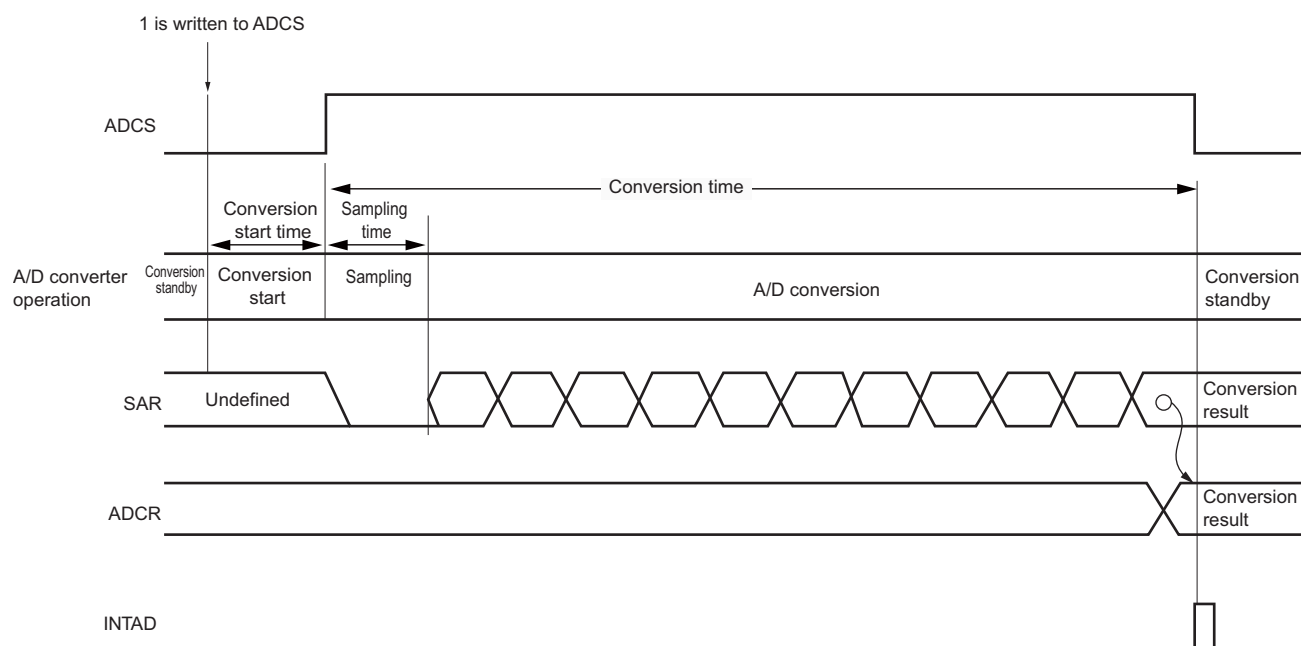 1 is written to ADCS
ADCS
Conversion time
Conversion
start time
Sampling
time
A/D converter
operation
Conversion
standby
Conversion
start
Sampling
A/D conversion
Conversion
standby
SAR
Undefined
Conversion
result
ADCR
Conversion
result
INTAD